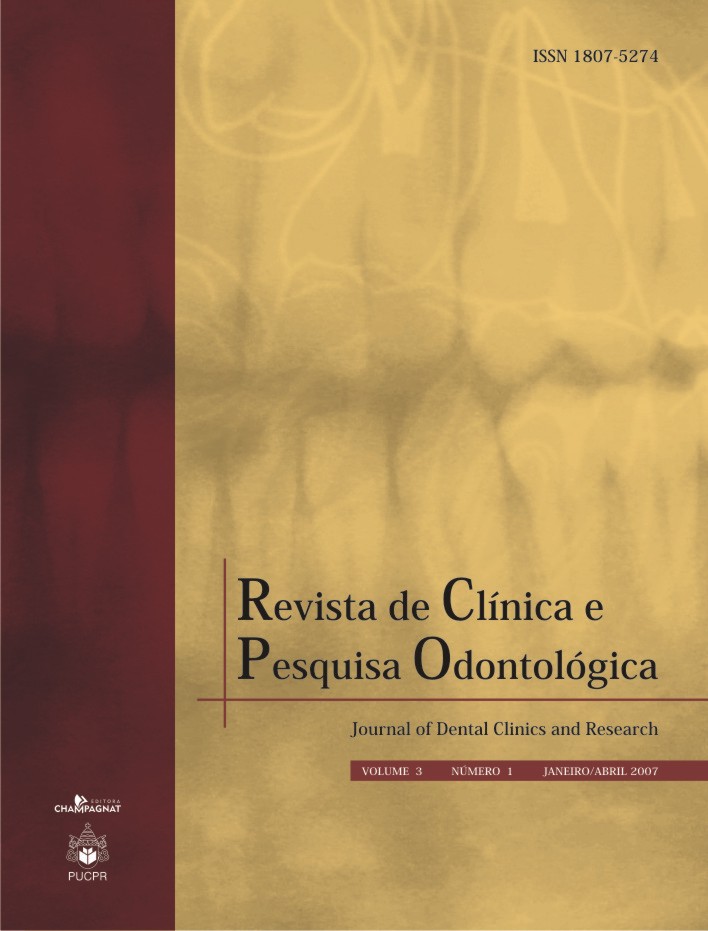 ISSN 1807-5274
Revista de Clínica e
Pesquisa Odontológica
Journal of Dental Clinics and Research
VOLUME 3 NÚMERO 1 JANEIRO/ABRIL 2007
EDITORA
CHAMPAGNAT
PUCPR